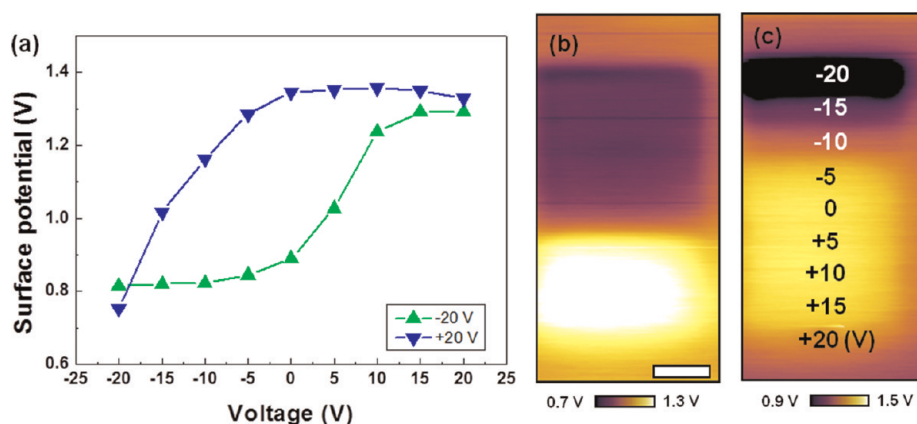 (a)
Surface potential (V)
1.4
1.2
1.0
0.8
0.6
-25 -20 -15 -10 -5 0 5 10 15 20 25
Voltage (V)
-20 V
+20 V
(b)
0.7 V 1.3 V
(c)
-20
-15
-10
-5
0
+5
+10
+15
+20 (V)
0.9 V 1.5 V